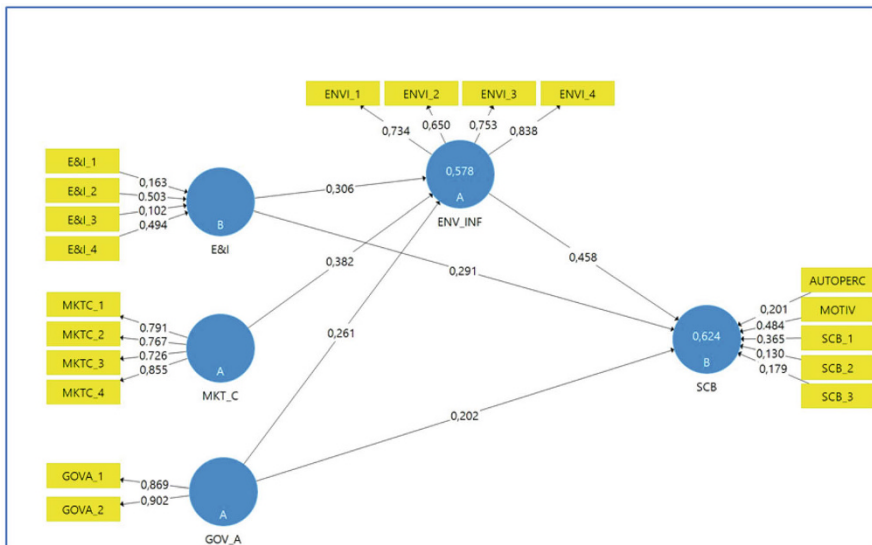 ENVI_1
ENVI_2
ENVI_3
ENVI_4
0,734
0,650
0,753
0,838
0,578
A
ENV_INF
E&I_1
E&I_2
E&I_3
E&I_4
0,163
0.503
0,102
0,494
B
E&I
0,306
0,382
0,291
0,261
0,458
0,202
MKTC_1
MKTC_2
MKTC_3
MKTC_4
0.791
0.767
0.726
0,855
A
MKT_C
AUTOPERC
MOTIV
SCB_1
SCB_2
SCB_3
0,201
0.484
0.365
0,130
0,179
0,624
B
SCB
GOVA_1
GOVA_2
0,869
0,902
A
GOV_A